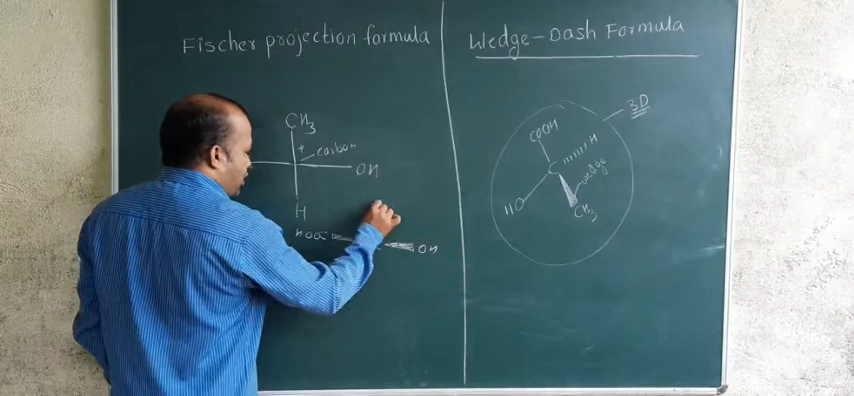 Fischer projection formula
CH3
* carbon
OH
H
HOOC
OH
Wedge-Dash Formula
3D
COOH
H
C
wedge
HO
CH3